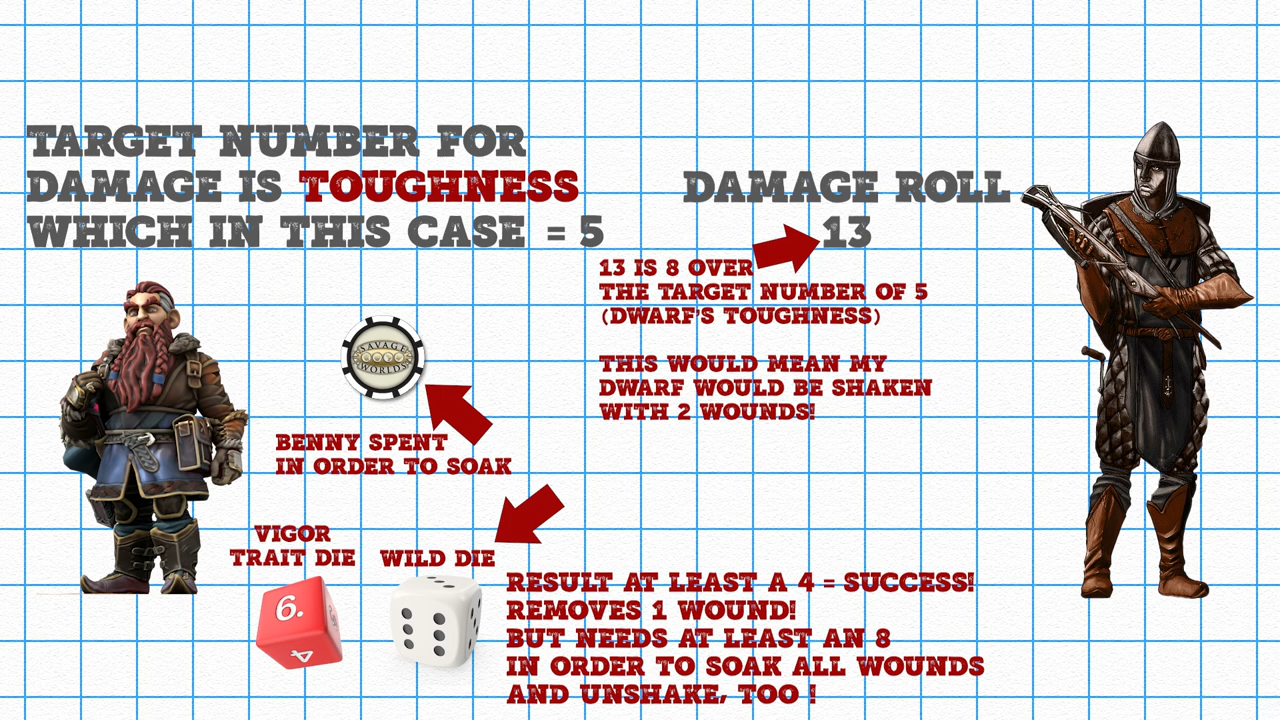 TARGET NUMBER FOR
DAMAGE IS TOUGHNESS
WHICH IN THIS CASE = 5
DAMAGE ROLL
13
13 IS 8 OVER
THE TARGET NUMBER OF 5
(DWARF'S TOUGHNESS)
THIS WOULD MEAN MY
DWARF WOULD BE SHAKEN
WITH 2 WOUNDS!
SAVAGE
WORLDS
BENNY SPENT
IN ORDER TO SOAK
VIGOR
TRAIT DIE
WILD DIE
6.
4
RESULT AT LEAST A 4 = SUCCESS!
REMOVES 1 WOUND!
BUT NEEDS AT LEAST AN 8
IN ORDER TO SOAK ALL WOUNDS
AND UNSHAKE, TOO !